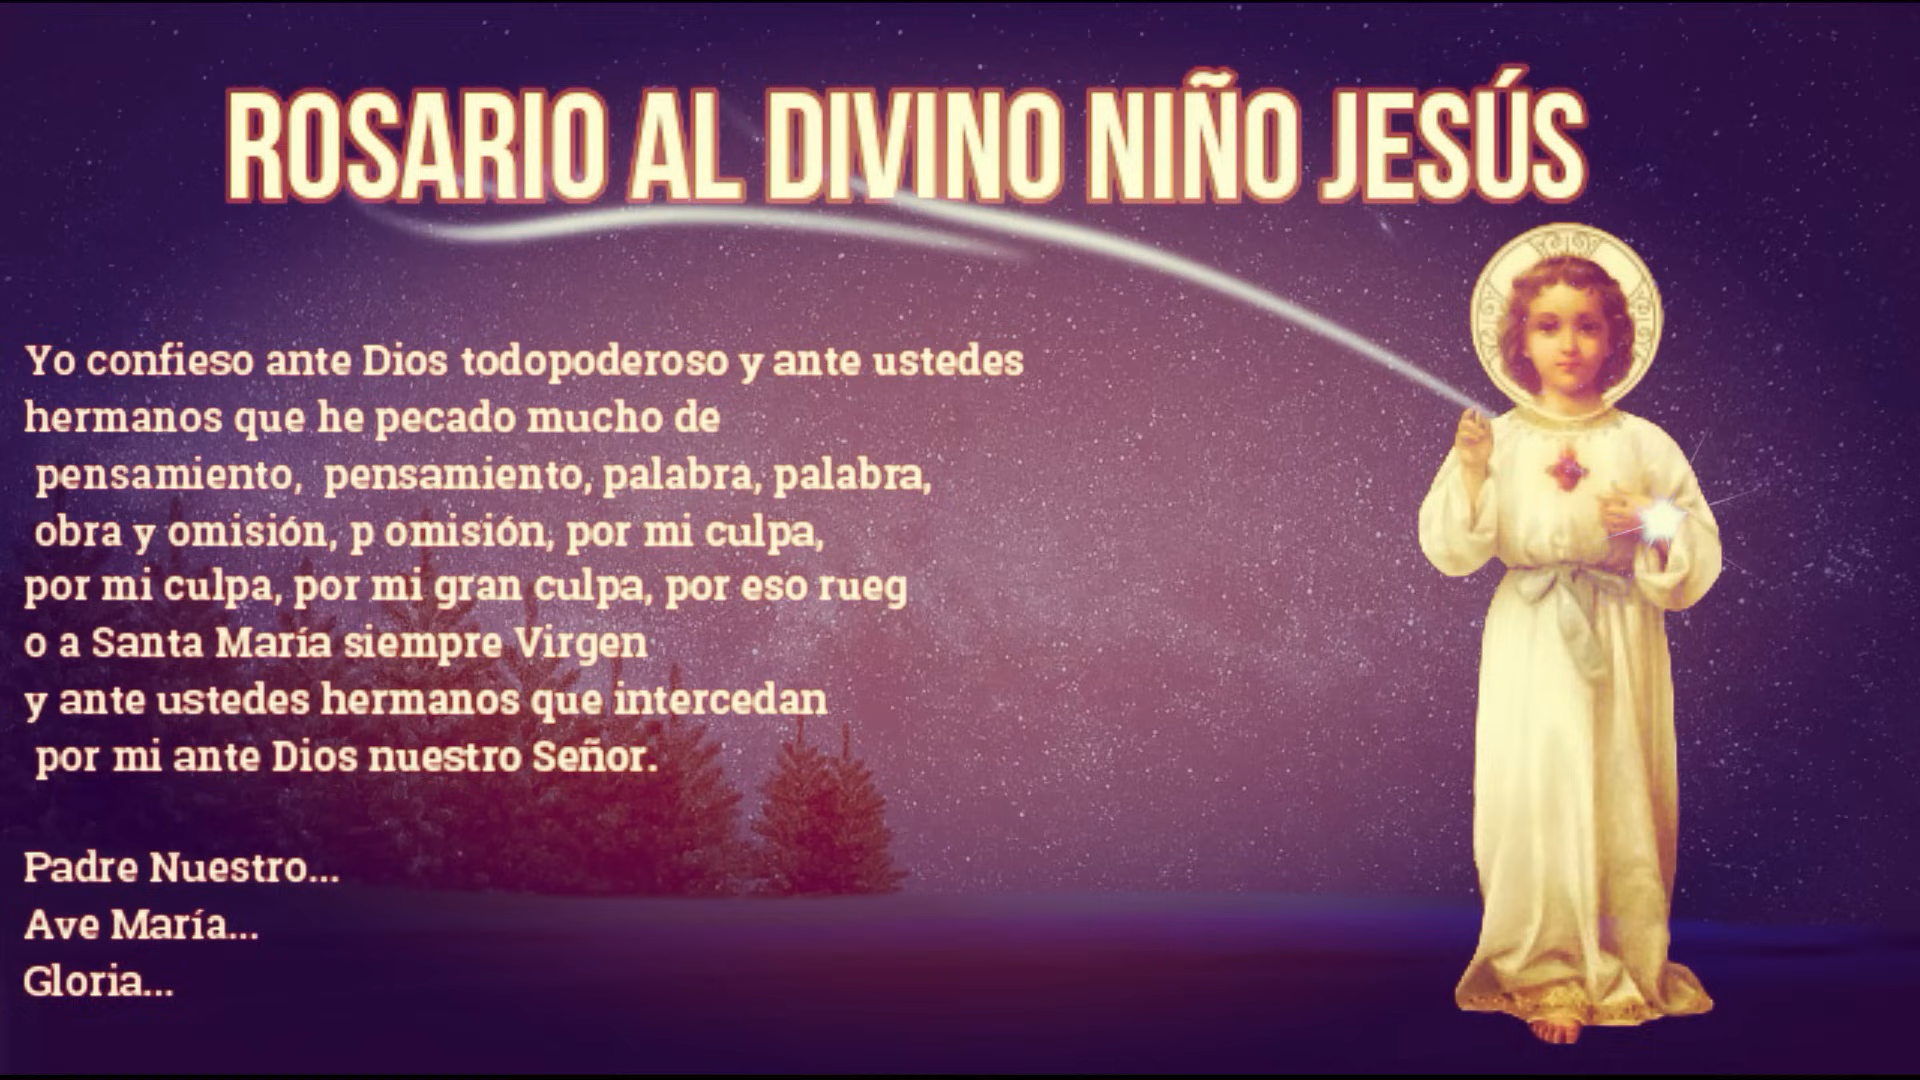 ROSARIO AL DIVINO NIÑO JESÚS
Yo confieso ante Dios todopoderoso y ante ustedes
hermanos que he pecado mucho de
pensamiento, pensamiento, palabra, palabra,
obra y omisión, p omisión, por mi culpa,
por mi culpa, por mi gran culpa, por eso rueg
o a Santa María siempre Virgen
y ante ustedes hermanos que intercedan
por mi ante Dios nuestro Señor.
Padre Nuestro...
Ave María...
Gloria...